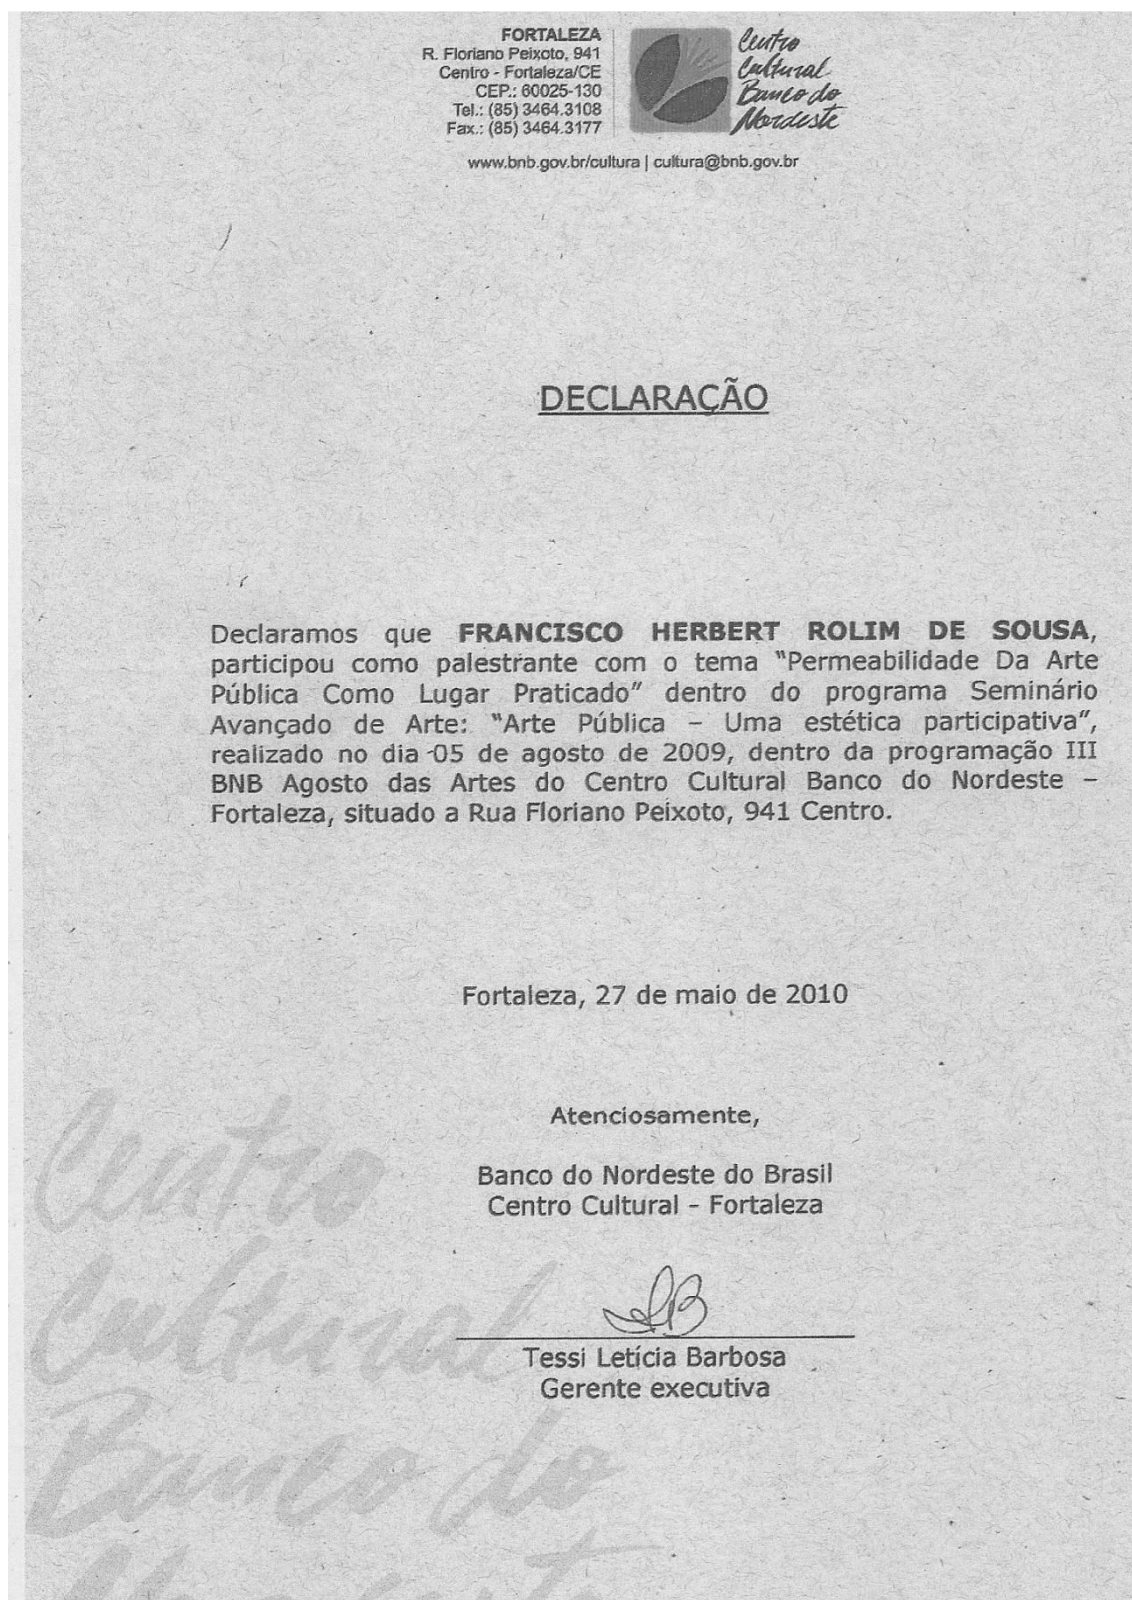 FORTALEZA
R. Floriano Peixoto, 941
Centro - Fortaleza/CE
CEP.: 60025-130
Tel.: (85) 3464.3108
Fax.: (85) 3464.3177
Centro
Cultural
Banco do
Nordeste
www.bnb.gov.br/cultura | cultura@bnb.gov.br
DECLARAÇÃO
Declaramos que FRANCISCO HERBERT ROLIM DE SOUSA,
participou como palestrante com o tema "Permeabilidade Da Arte
Pública Como Lugar Praticado" dentro do programa Seminário
Avançado de Arte: "Arte Pública – Uma estética participativa",
realizado no dia 05 de agosto de 2009, dentro da programação III
BNB Agosto das Artes do Centro Cultural Banco do Nordeste –
Fortaleza, situado a Rua Floriano Peixoto, 941 Centro.
Fortaleza, 27 de maio de 2010
Atenciosamente,
Banco do Nordeste do Brasil
Centro Cultural – Fortaleza
Tessi Letícia Barbosa
Gerente executiva
Centro
Cultural
Banco do